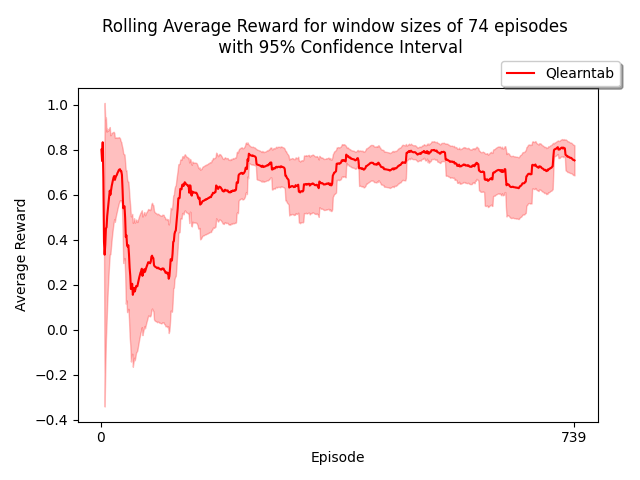 Rolling Average Reward for window sizes of 74 episodes
with 95% Confidence Interval
Qlearntab
1.0
0.8
0.6
0.4
0.2
0.0
−0.2
−0.4
Average Reward
0
739
Episode